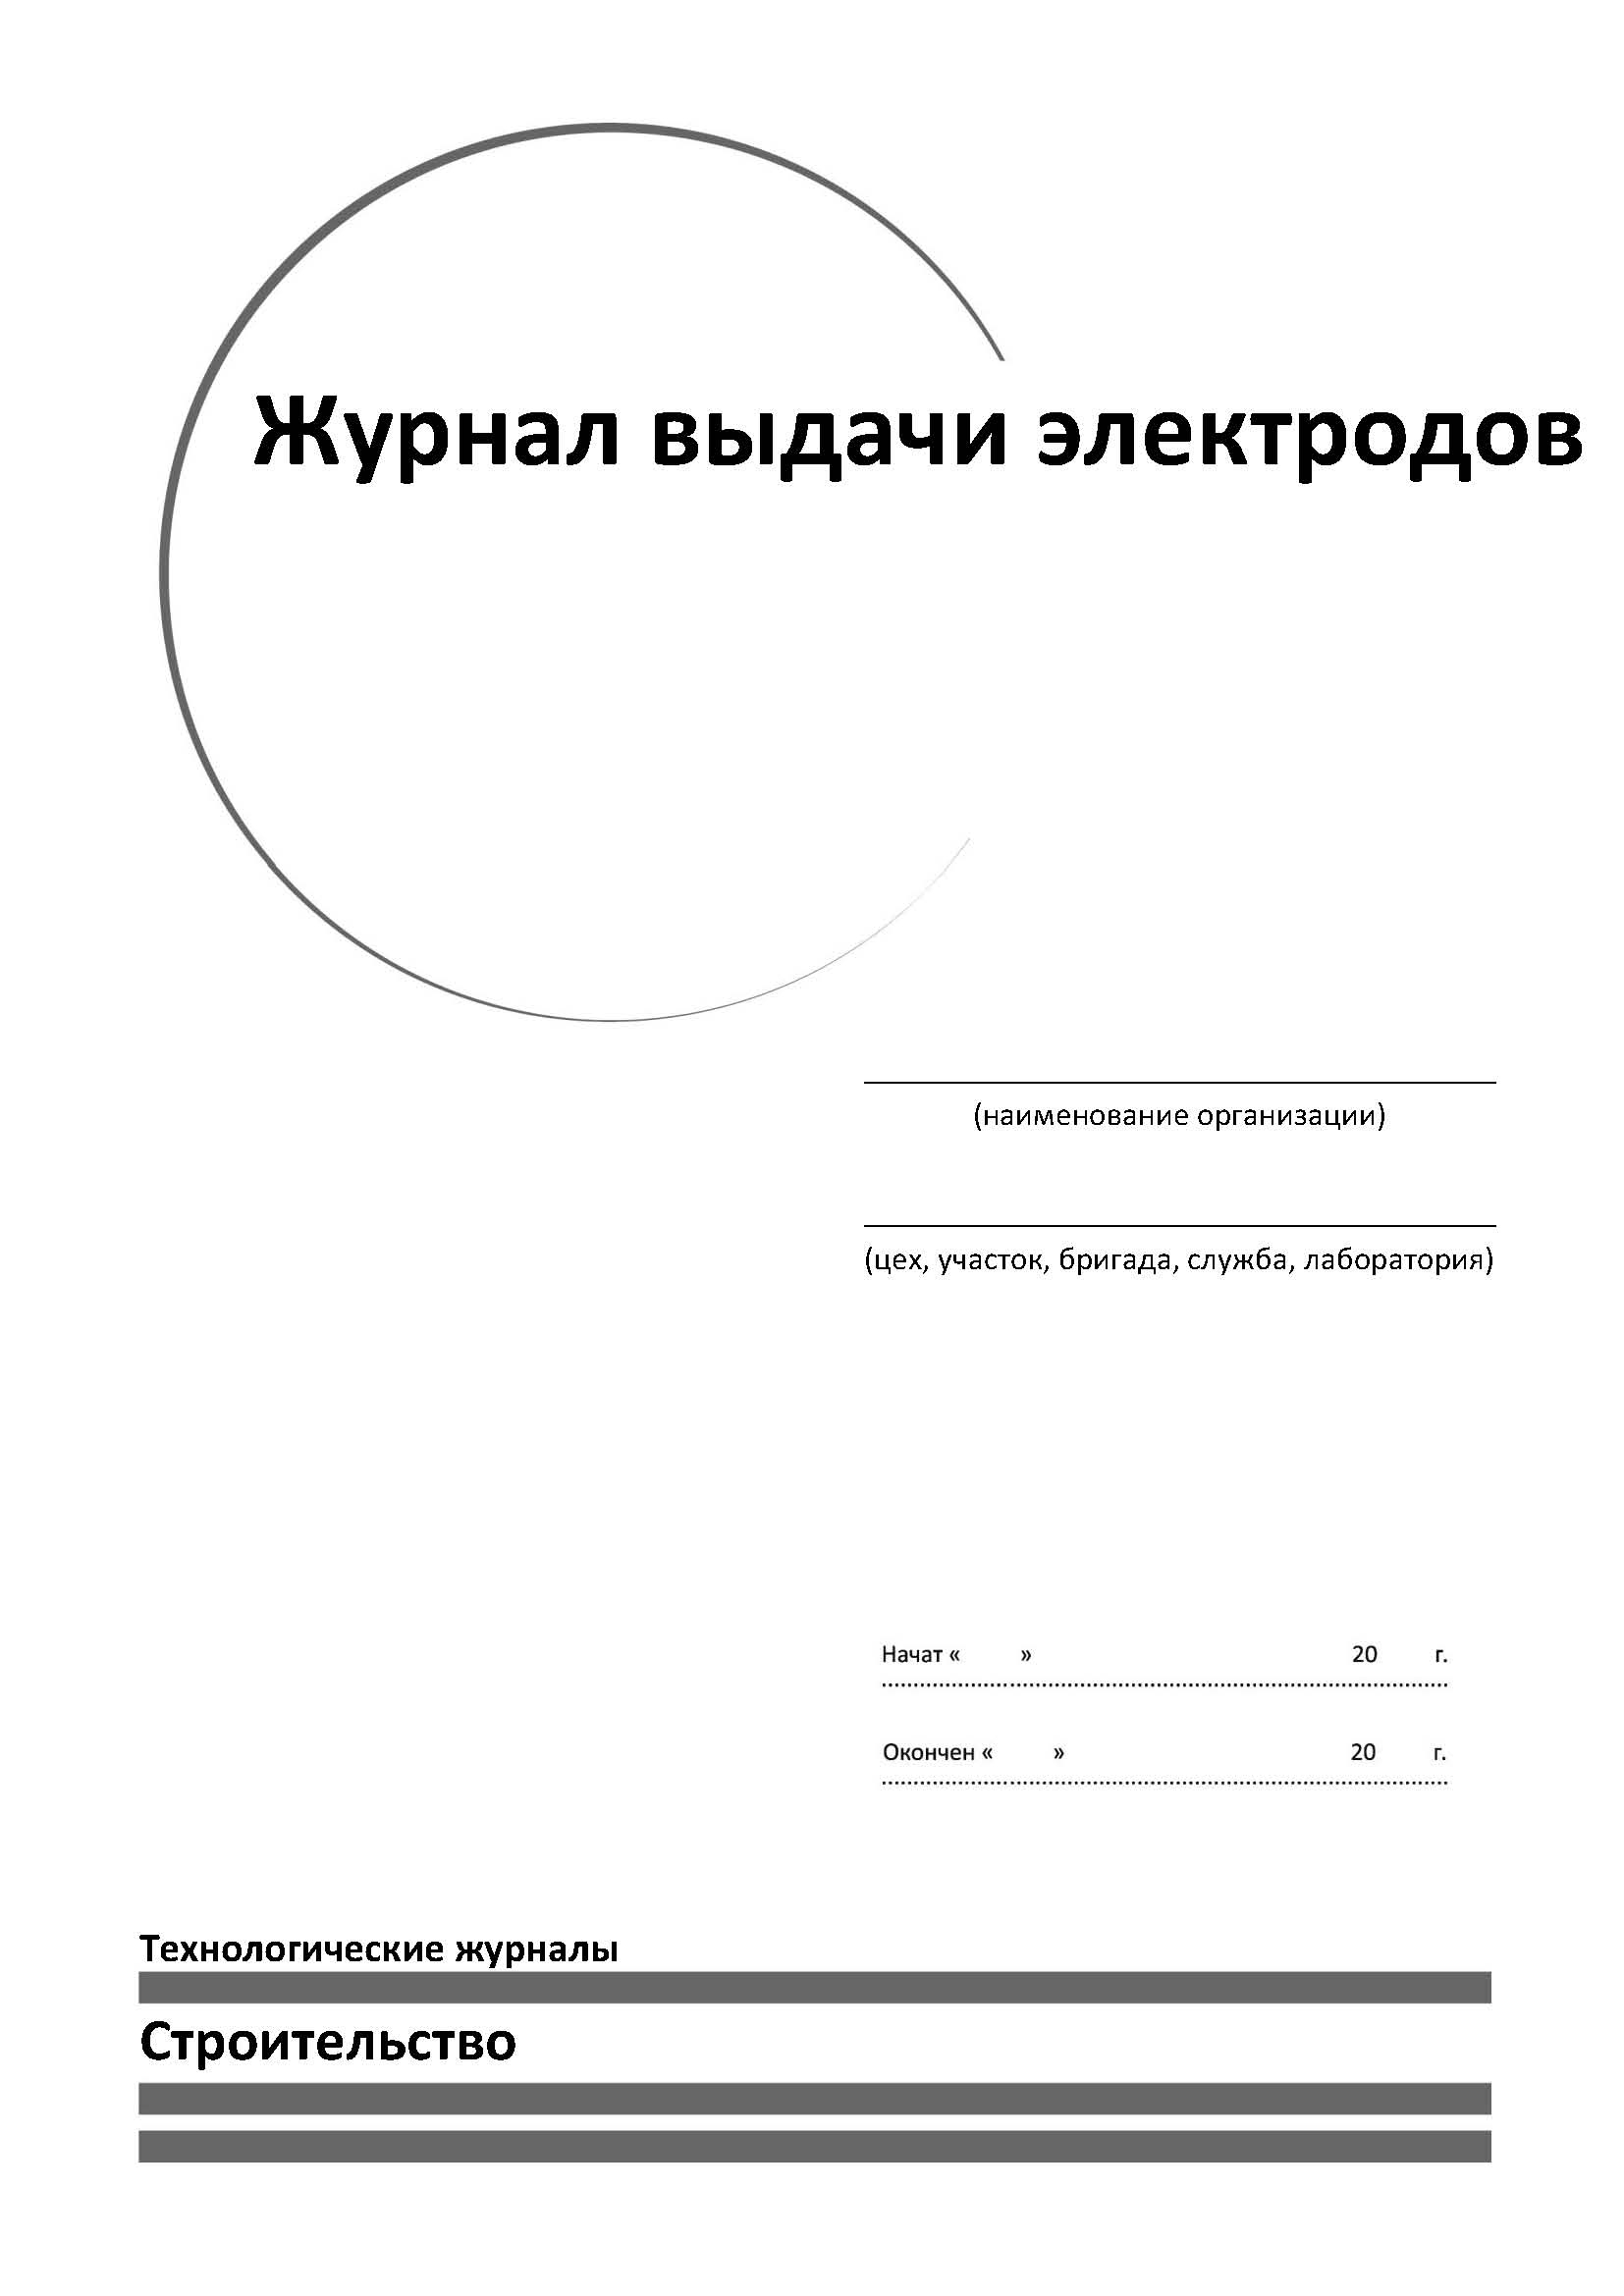 Журнал выдачи электродов
(наименование организации)
(цех, участок, бригада, служба, лаборатория)
Начат « » 20 г.
Окончен « » 20 г.
Технологические журналы
Строительство